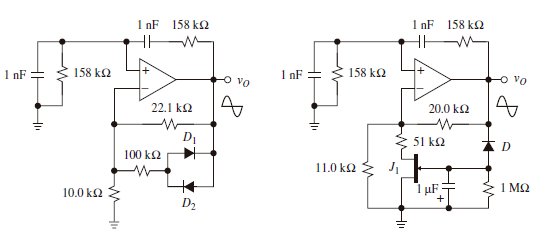 1 nF 158 kΩ
1 nF
158 kΩ
+
−
vO
22.1 kΩ
D1
100 kΩ
10.0 kΩ
D2
1 nF 158 kΩ
1 nF
158 kΩ
+
−
vO
20.0 kΩ
51 kΩ
D
11.0 kΩ
J1
1 μF
+
1 MΩ